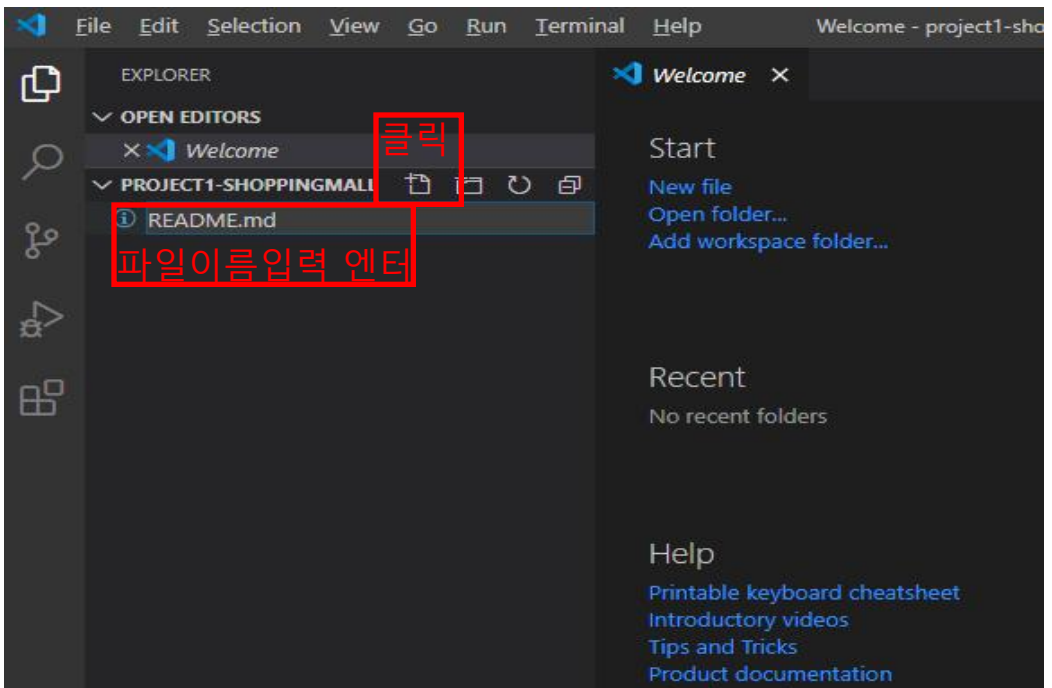 File Edit Selection View Go Run Terminal Help Welcome - project1-sho
EXPLORER
OPEN EDITORS
Welcome
클릭
PROJECT1-SHOPPINGMALL
README.md
파일이름입력 엔터
Welcome
Start
New file
Open folder...
Add workspace folder...
Recent
No recent folders
Help
Printable keyboard cheatsheet
Introductory videos
Tips and Tricks
Product documentation